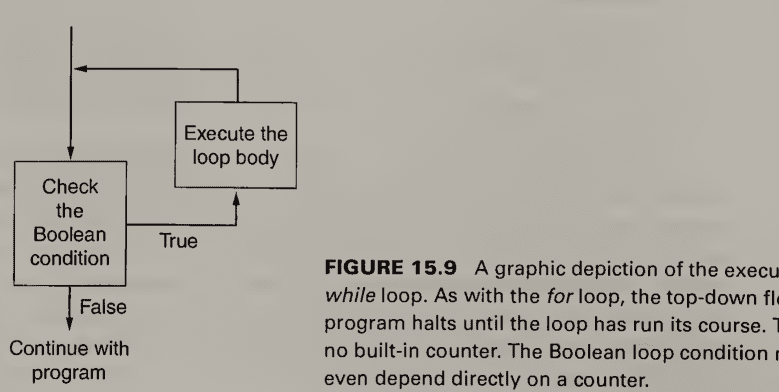 Execute the
loop body
Check
the
Boolean
condition
True
False
Continue with
program
FIGURE 15.9 A graphic depiction of the
while loop. As with the for loop, the top-down
program halts until the loop has run its course.
no built-in counter. The Boolean loop condition
even depend directly on a counter.